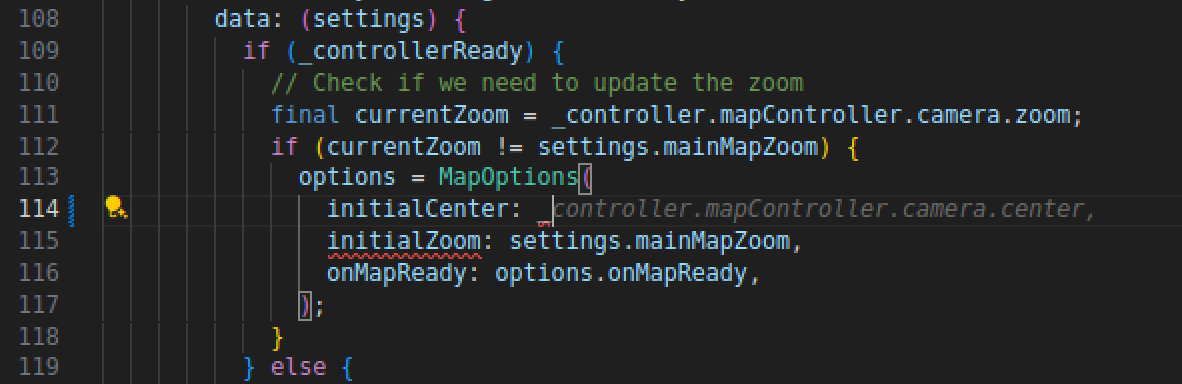 108 data: (settings) {
109 if (_controllerReady) {
110 // Check if we need to update the zoom
111 final currentZoom = _controller.mapController.camera.zoom;
112 if (currentZoom != settings.mainMapZoom) {
113 options = MapOptions(
114 initialCenter: _controller.mapController.camera.center,
115 initialZoom: settings.mainMapZoom,
116 onMapReady: options.onMapReady,
117 );
118 }
119 } else {